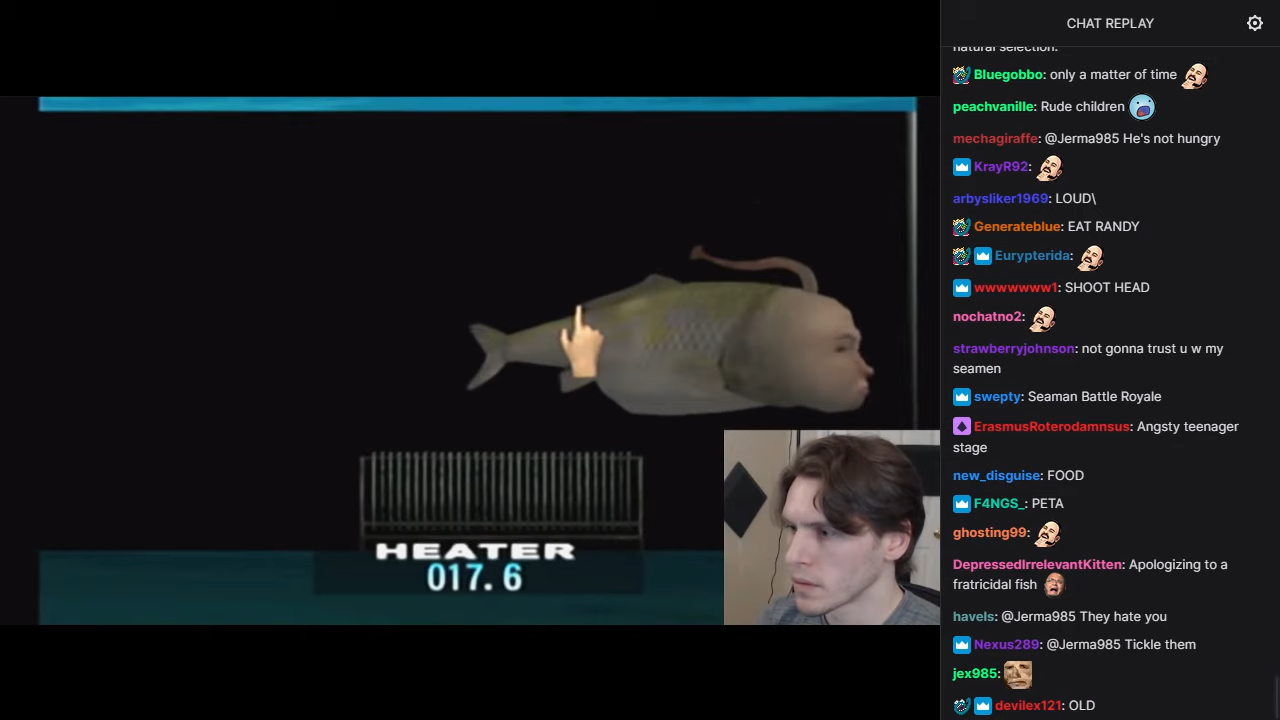 HEATER
017. 6
CHAT REPLAY
natural selection.
Bluegobbo: only a matter of time
peachvanille: Rude children
mechagiraffe: @Jerma985 He's not hungry
KrayR92:
arbysliker1969: LOUD\
Generateblue: EAT RANDY
Eurypterida:
wwwwwww1: SHOOT HEAD
nochatno2:
strawberryjohnson: not gonna trust u w my
seamen
swepty: Seaman Battle Royale
ErasmusRoterodamnsus: Angsty teenager
stage
new_disguise: FOOD
F4NGS_: PETA
ghosting99:
DepressedIrrelevantKitten: Apologizing to a
fratricidal fish
havels: @Jerma985 They hate you
Nexus289: @Jerma985 Tickle them
jex985:
devilex121: OLD